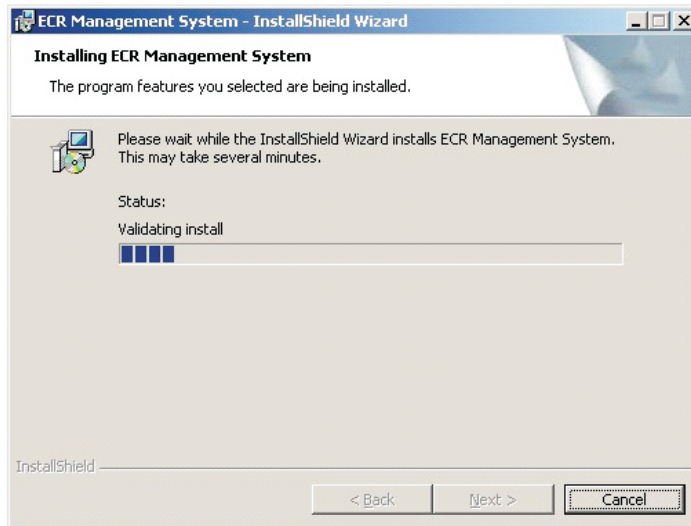 ECR Management System - InstallShield Wizard
Installing ECR Management System
The program features you selected are being installed.
Please wait while the InstallShield Wizard installs ECR Management System.
This may take several minutes.
Status:
Validating install
InstallShield
< Back Next > Cancel